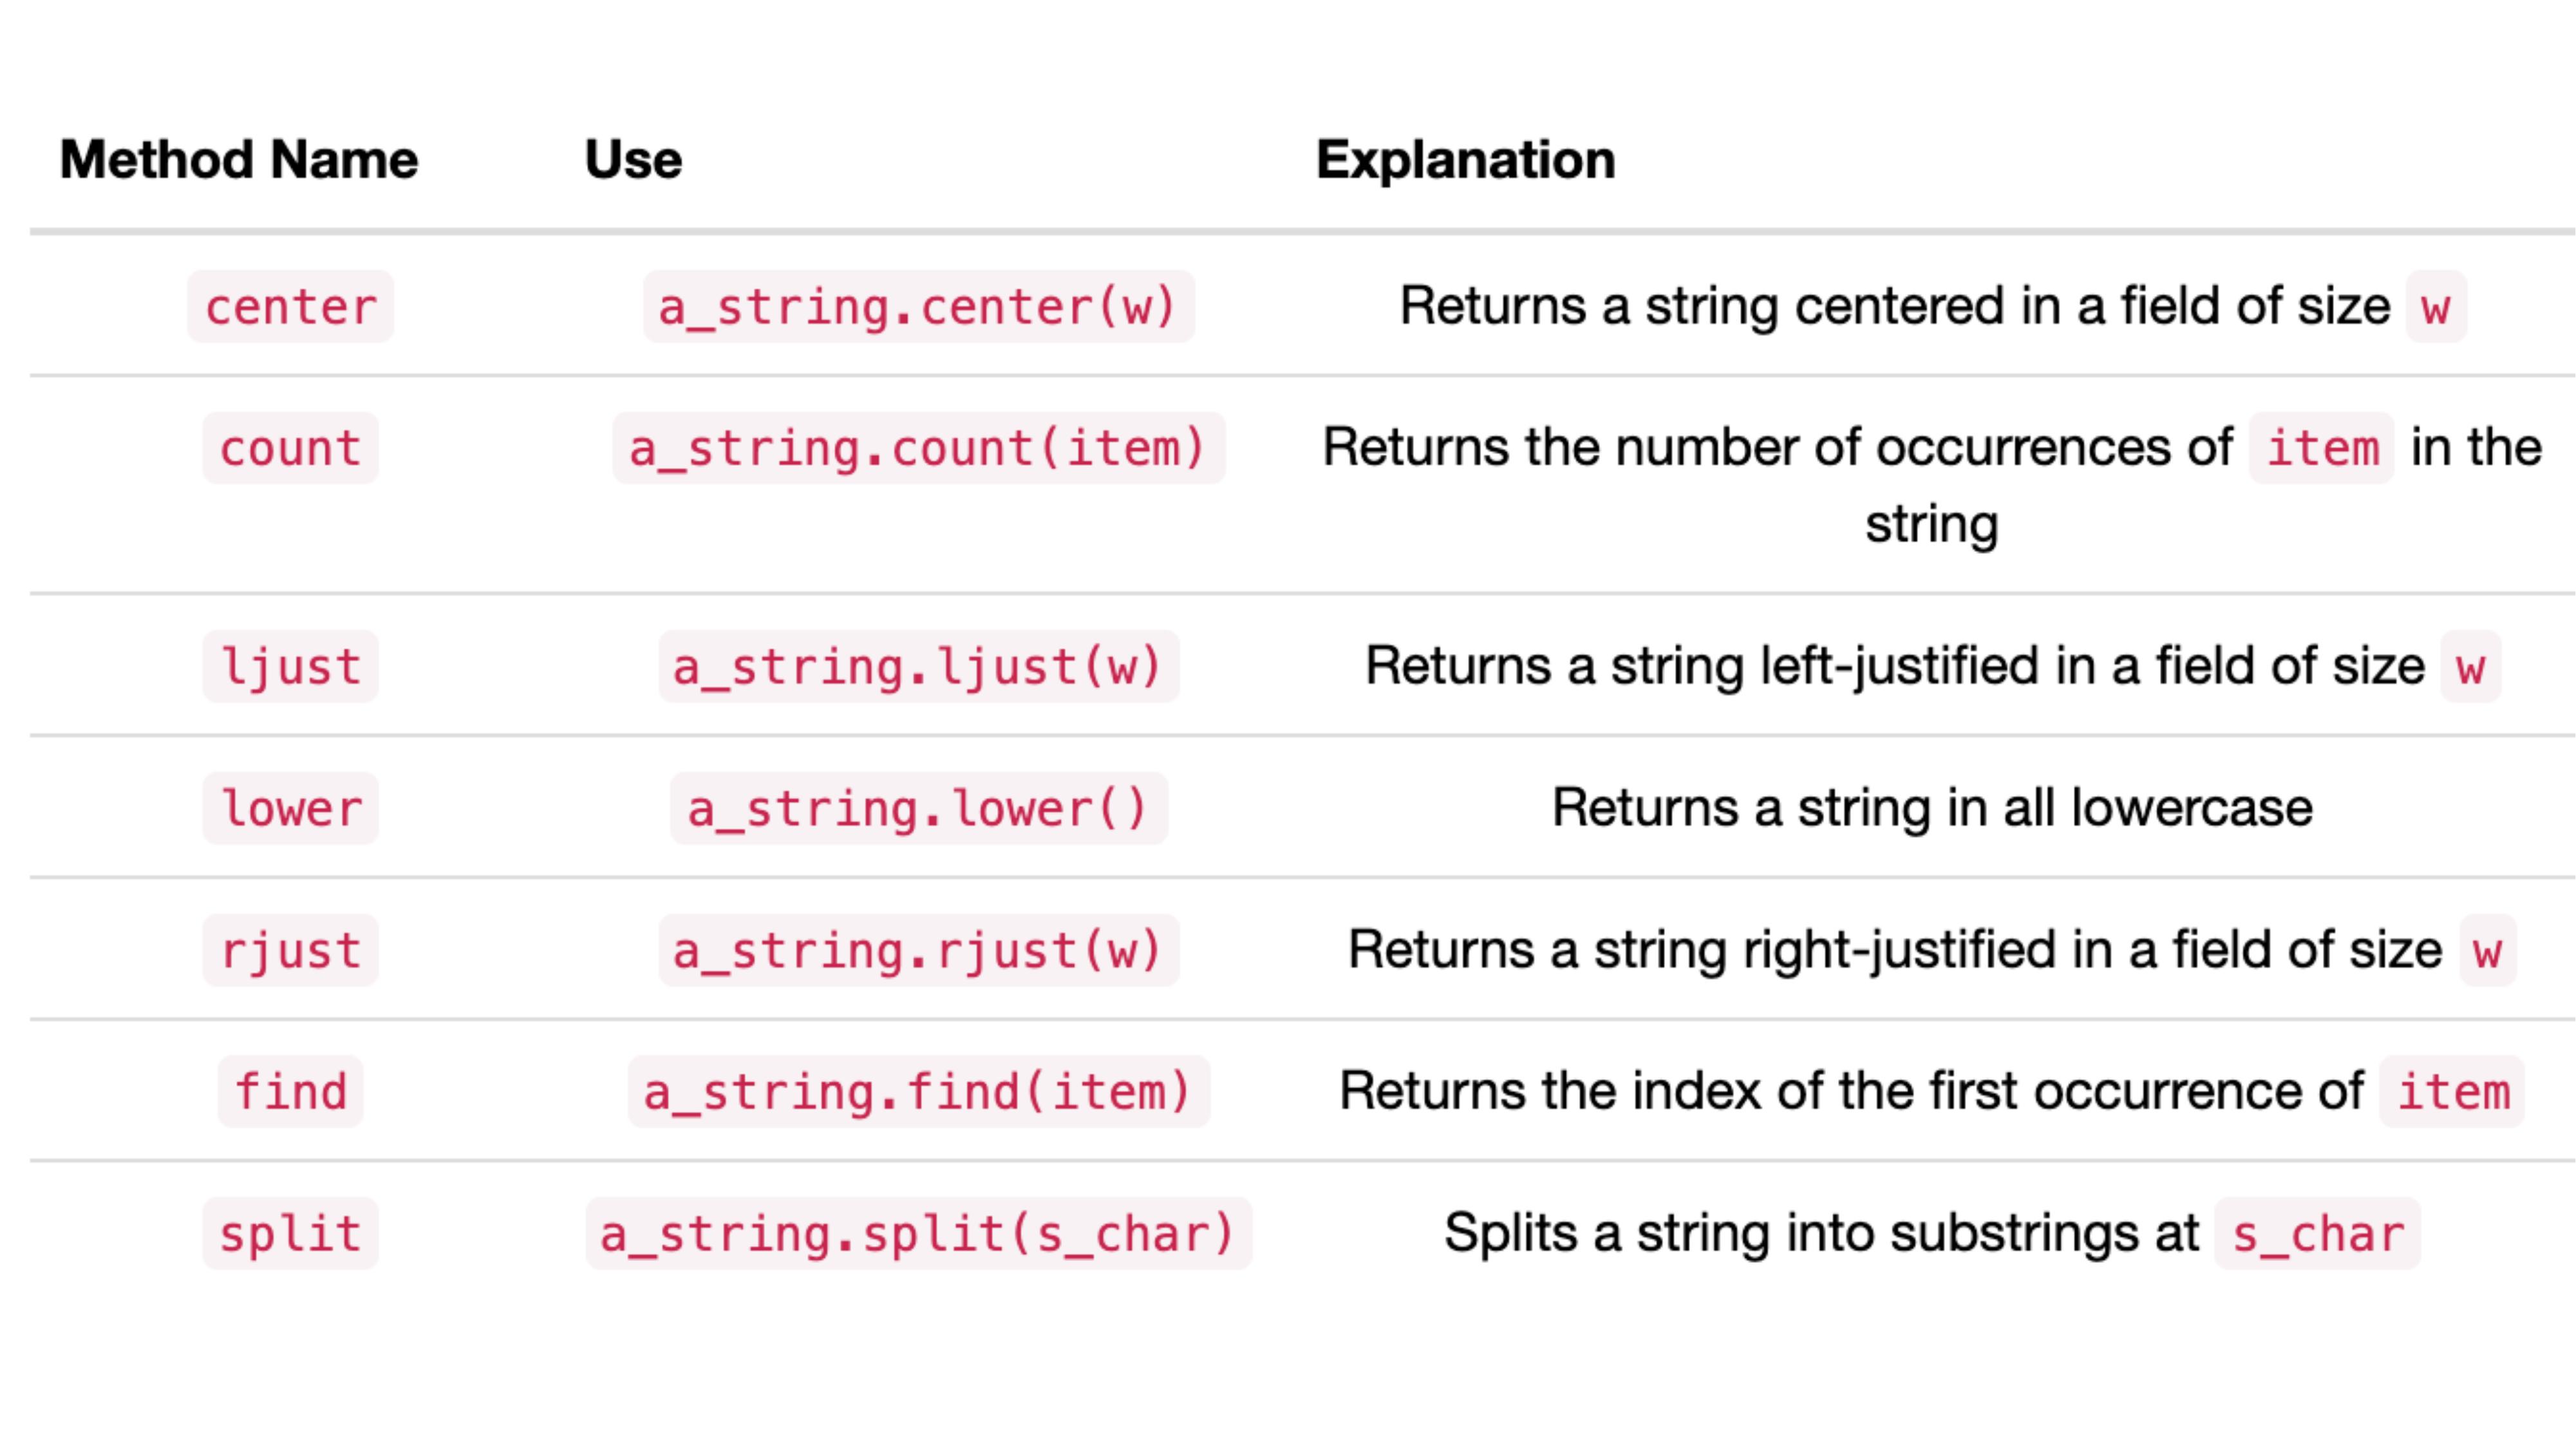 Method Name Use Explanation
center a_string.center(w) Returns a string centered in a field of size w
count a_string.count(item) Returns the number of occurrences of item in the
string
ljust a_string.ljust(w) Returns a string left-justified in a field of size w
lower a_string.lower() Returns a string in all lowercase
rjust a_string.rjust(w) Returns a string right-justified in a field of size w
find a_string.find(item) Returns the index of the first occurrence of item
split a_string.split(s_char) Splits a string into substrings at s_char